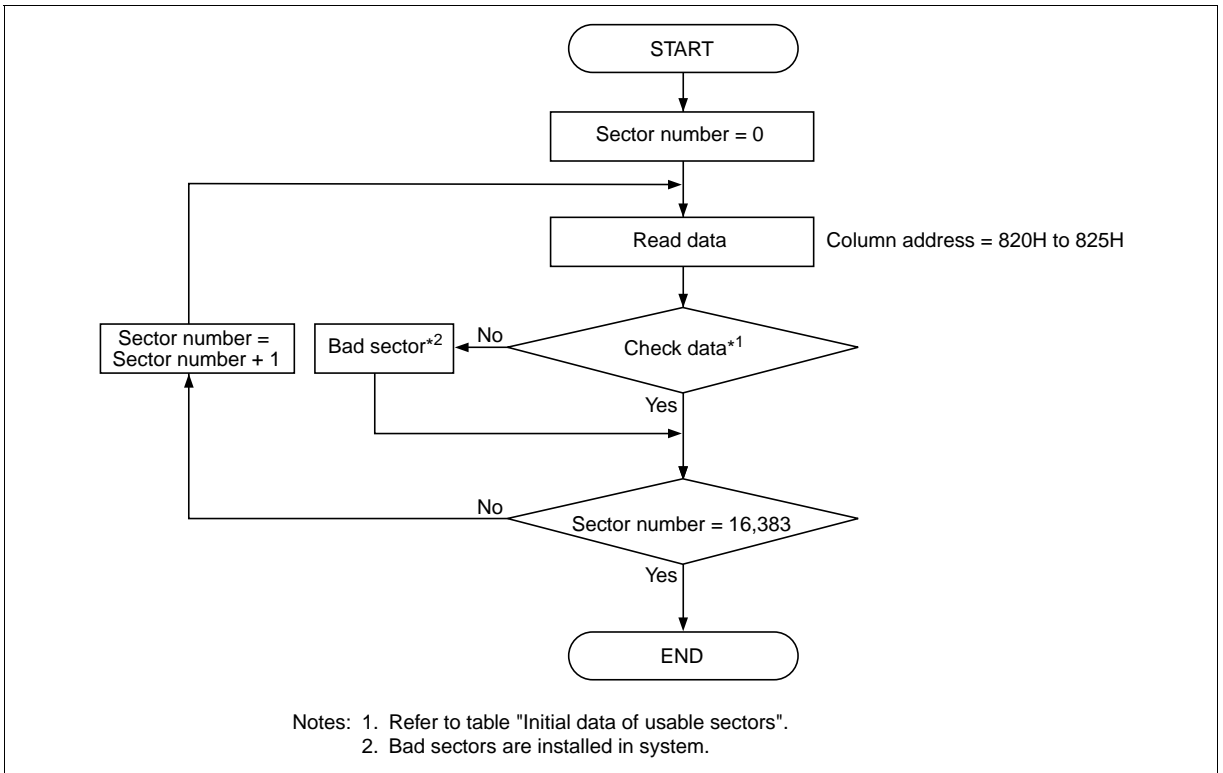 START
Sector number = 0
Read data
Column address = 820H to 825H
Sector number =
Sector number + 1
Bad sector*2
No
Check data*1
Yes
No
Sector number = 16,383
Yes
END
Notes: 1. Refer to table "Initial data of usable sectors".
2. Bad sectors are installed in system.